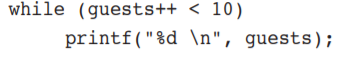 while (guests++ < 10)
     printf("%d \n", guests);